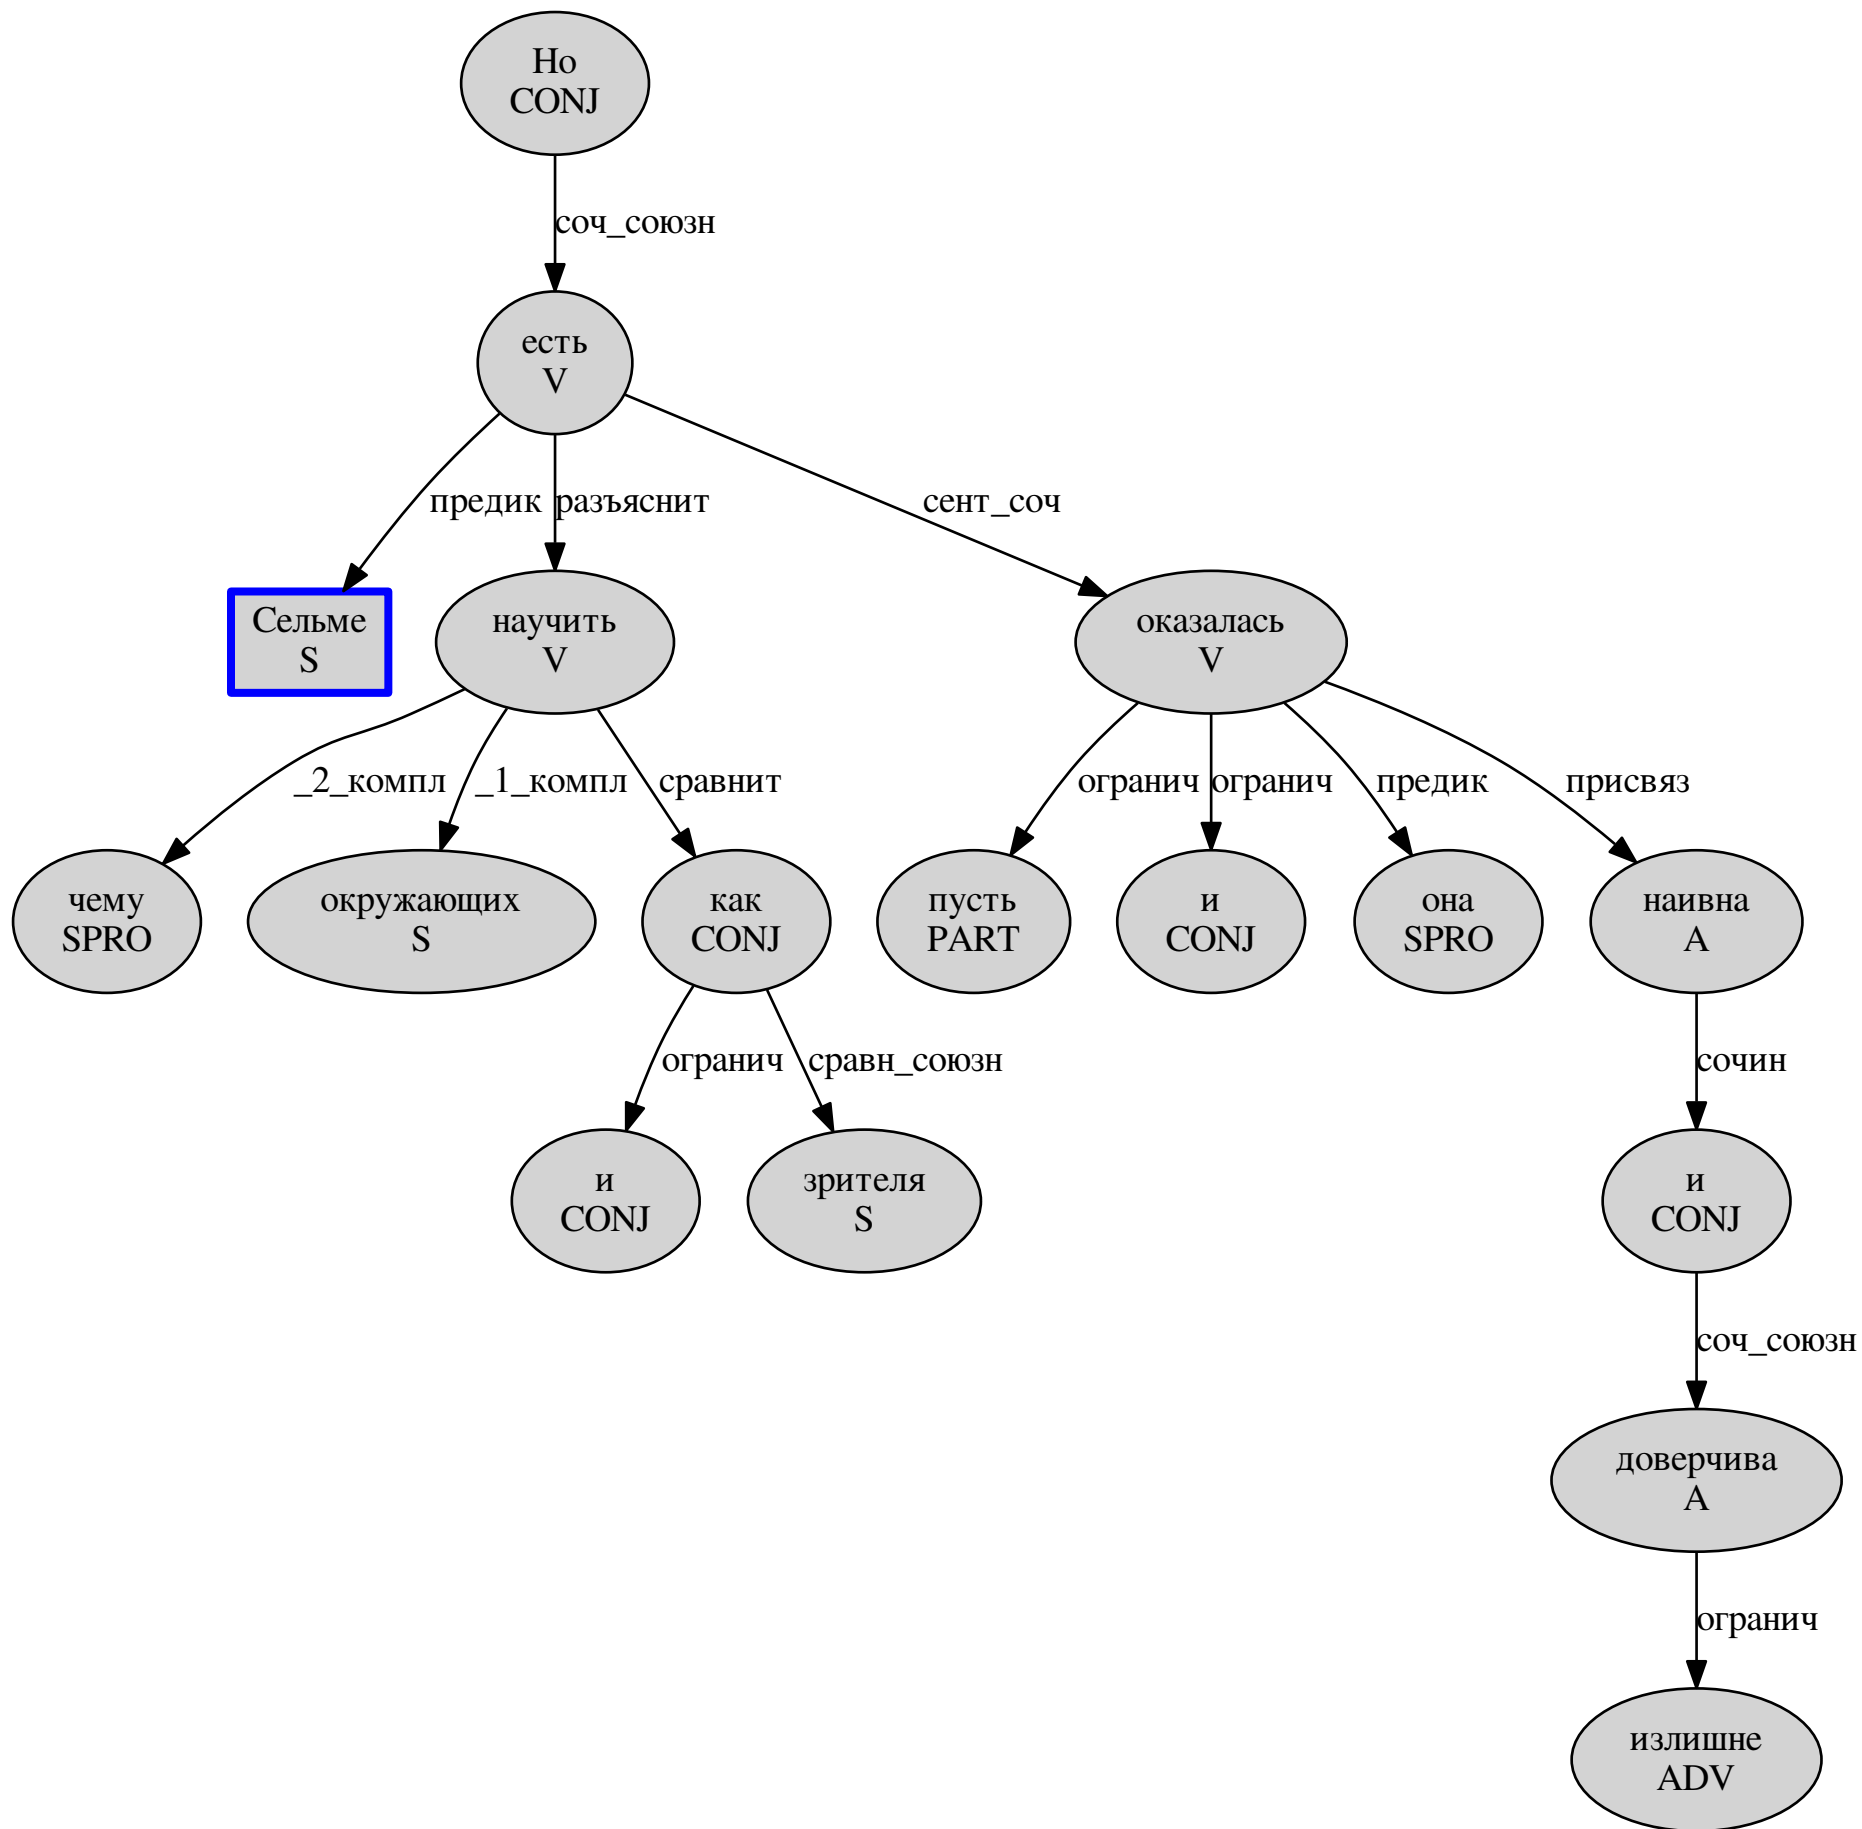 Но
CONJ
соч_союзн
есть
V
предик
разъяснит
сент_соч
Сельме
S
научить
V
оказалась
V
_2_компл
_1_компл
сравнит
огранич
огранич
предик
присвяз
чему
SPRO
окружающих
S
как
CONJ
пусть
PART
и
CONJ
она
SPRO
наивна
A
огранич
сравн_союзн
сочин
и
CONJ
зрителя
S
и
CONJ
соч_союзн
доверчива
A
огранич
излишне
ADV